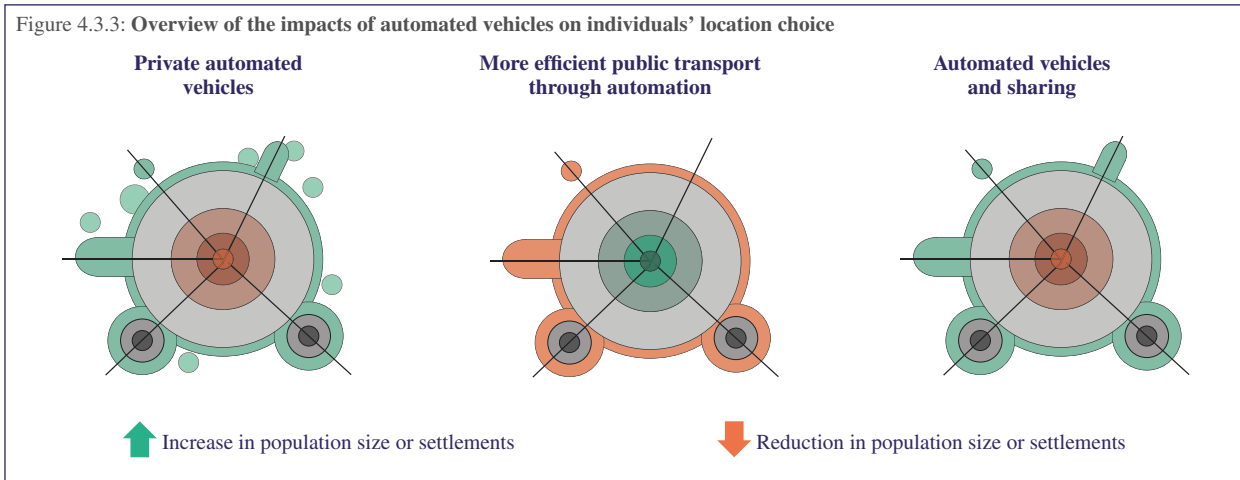 Figure 4.3.3: Overview of the impacts of automated vehicles on individuals’ location choice
Private automated
vehicles
More efficient public transport
through automation
Automated vehicles
and sharing
Increase in population size or settlements
Reduction in population size or settlements